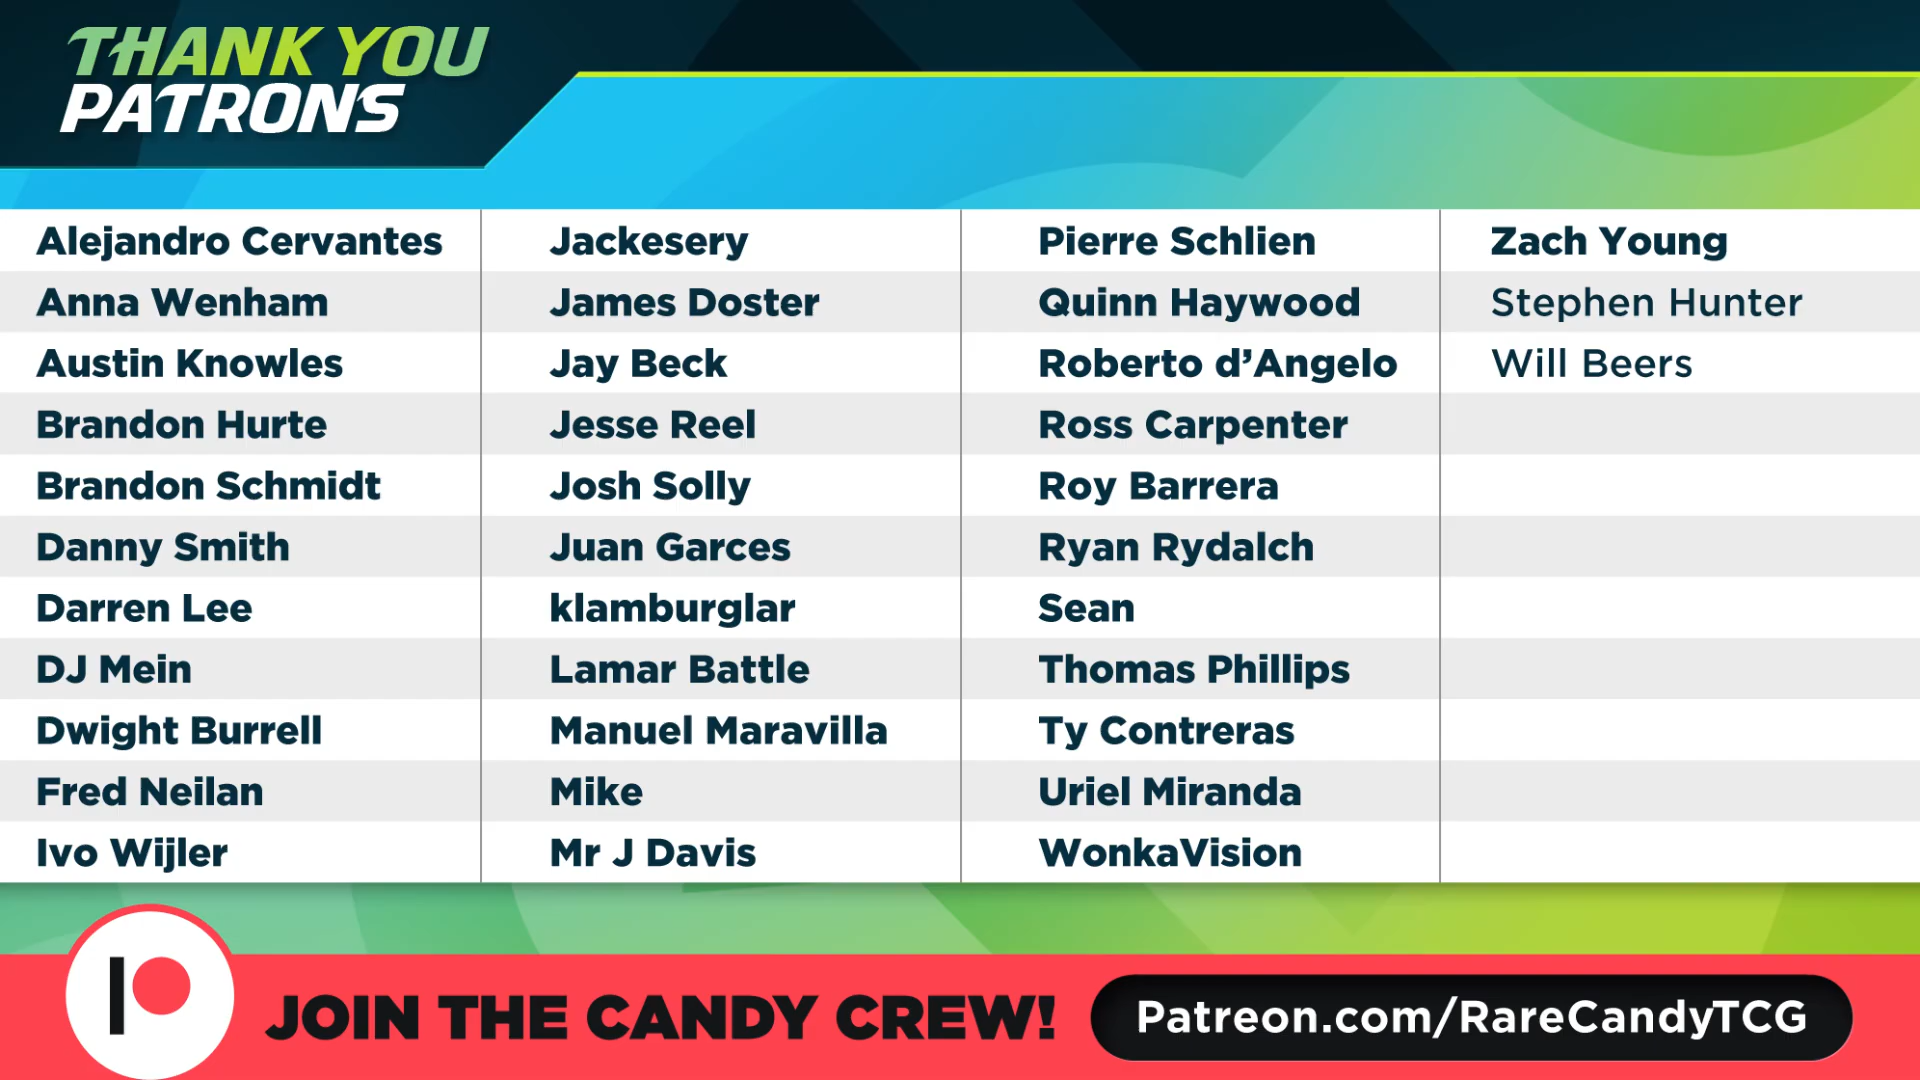 THANK YOU
PATRONS
Alejandro Cervantes
Anna Wenham
Austin Knowles
Brandon Hurte
Brandon Schmidt
Danny Smith
Darren Lee
DJ Mein
Dwight Burrell
Fred Neilan
Ivo Wijler
Jackesery
James Doster
Jay Beck
Jesse Reel
Josh Solly
Juan Garces
klamburglar
Lamar Battle
Manuel Maravilla
Mike
Mr J Davis
Pierre Schlien
Quinn Haywood
Roberto d’Angelo
Ross Carpenter
Roy Barrera
Ryan Rydalch
Sean
Thomas Phillips
Ty Contreras
Uriel Miranda
WonkaVision
Zach Young
Stephen Hunter
Will Beers
JOIN THE CANDY CREW!
Patreon.com/RareCandyTCG